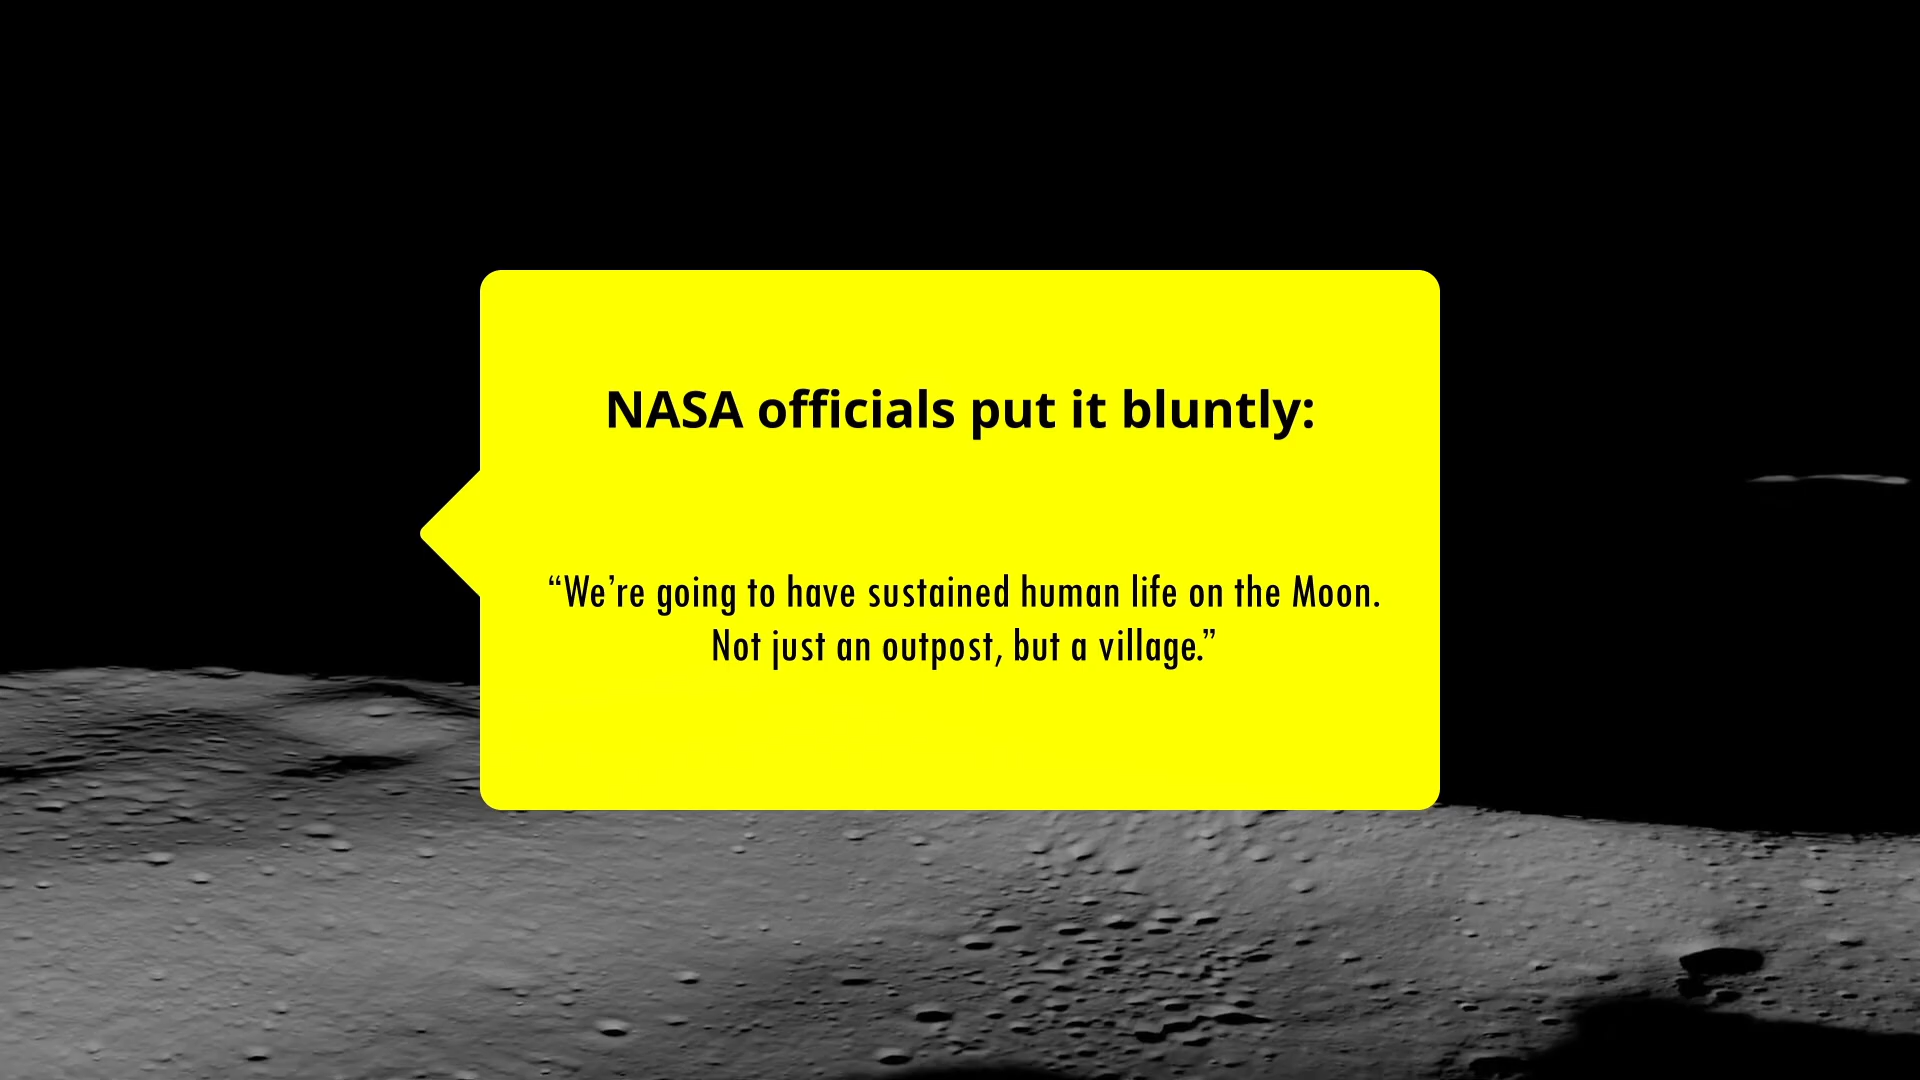 NASA officials put it bluntly:
“We’re going to have sustained human life on the Moon.
Not just an outpost, but a village.”